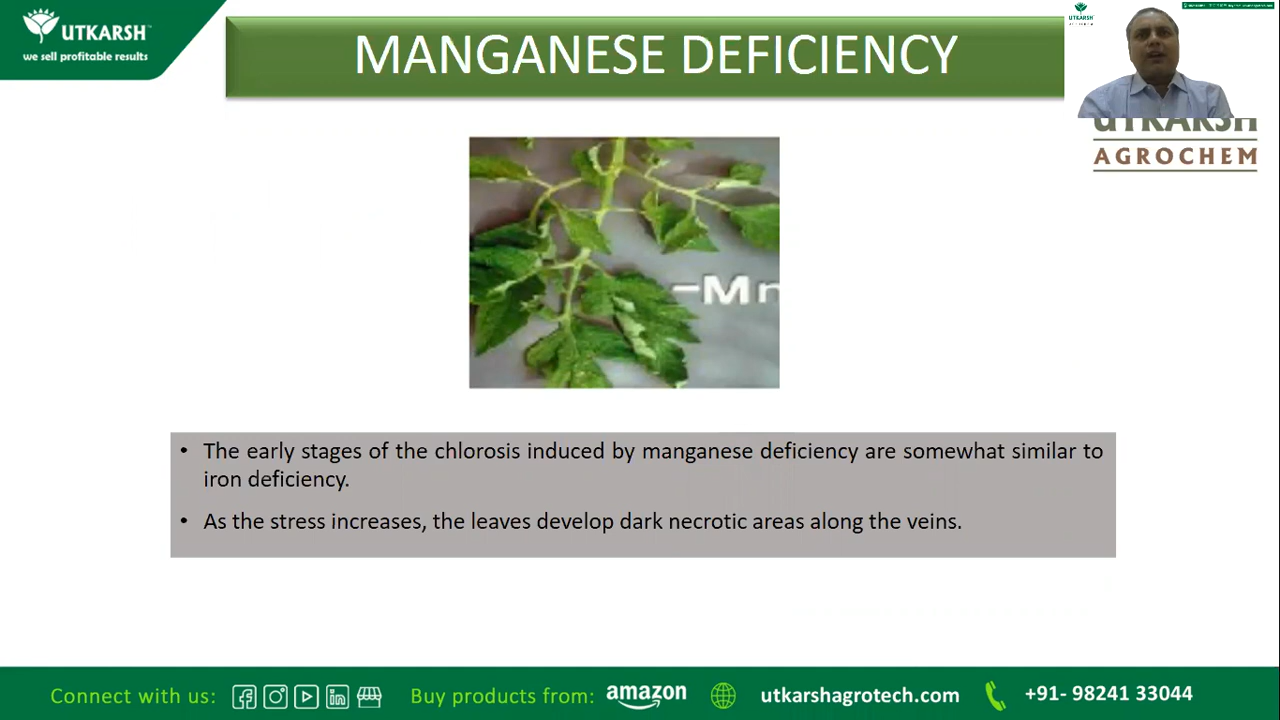 UTKARSH
we sell profitable results
MANGANESE DEFICIENCY
UTKARSH
UTKARSH
AGROCHEM
–Mn
• The early stages of the chlorosis induced by manganese deficiency are somewhat similar to
iron deficiency.
• As the stress increases, the leaves develop dark necrotic areas along the veins.
Connect with us:
Buy products from: amazon
utkarshagrotech.com
+91- 98241 33044